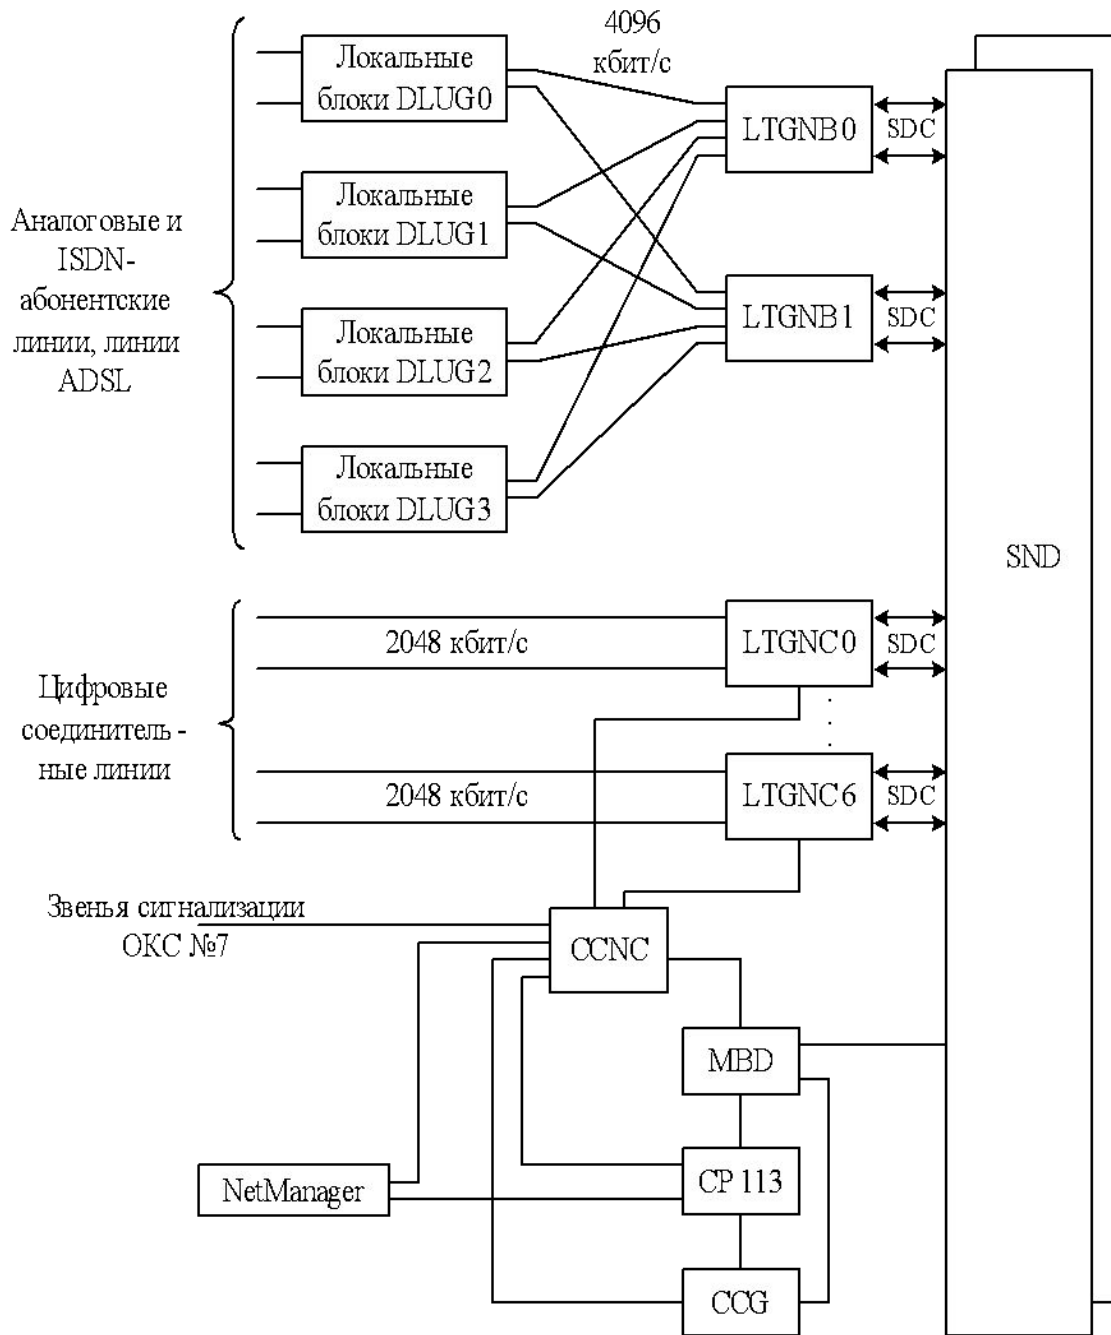 4096
кбит/с
Локальные
блоки DLUG0
LTGNB0
SDC
Локальные
блоки DLUG1
Аналоговые и
ISDN-
абонентские
линии, линии
ADSL
LTGNB1
SDC
Локальные
блоки DLUG2
Локальные
блоки DLUG3
SND
2048 кбит/с
LTGNC0
SDC
Цифровые
соединитель -
ные линии
. . .
2048 кбит/с
LTGNC6
SDC
Звенья сигнализации
ОКС №7
CCNC
MBD
NetManager
CP 113
CCG